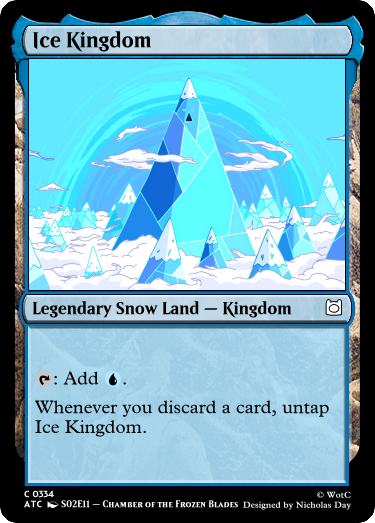 Ice Kingdom
Legendary Snow Land — Kingdom
: Add .
Whenever you discard a card, untap
Ice Kingdom.
C 0334
© WotC
ATC S02E11 – Chamber of the Frozen Blades Designed by Nicholas Day